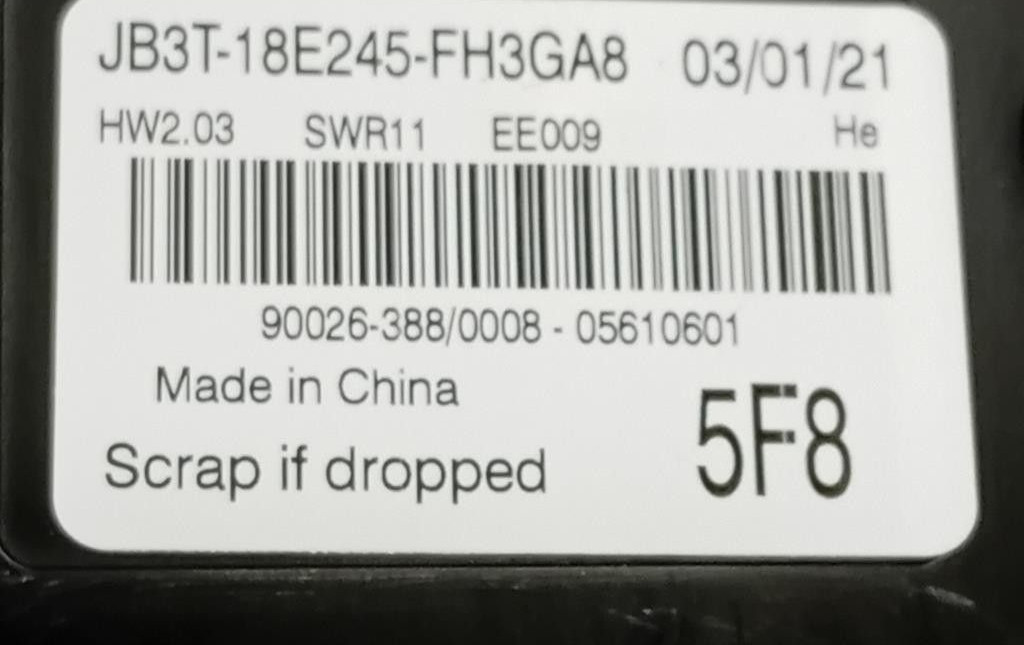 JB3T-18E245-FH3GA8 03/01/21
HW2.03 SWR11 EE009 He
90026-388/0008 - 05610601
Made in China
Scrap if dropped
5F8